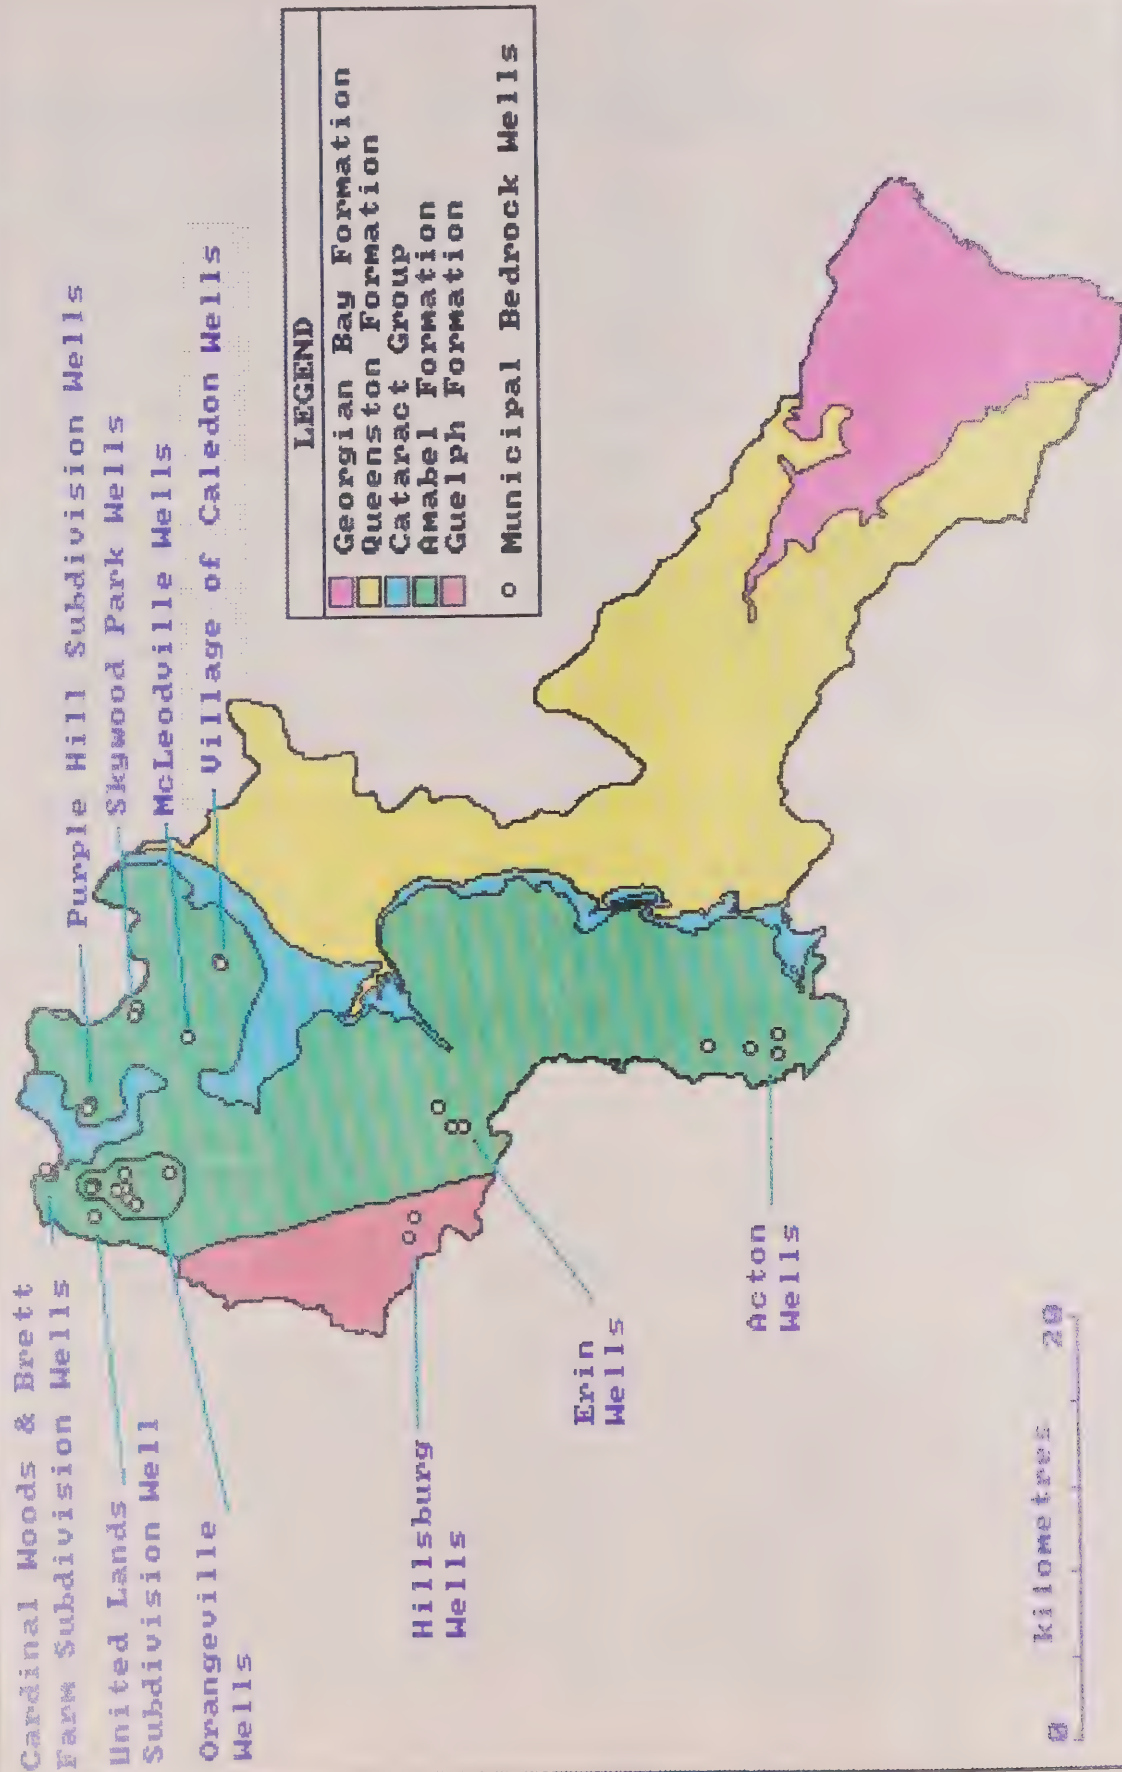 Cardinal Woods & Brett
Farm Subdivision Wells
United Lands
Subdivision Well
Orangeville
Wells
Hillsburg
Wells
Erin
Wells
Acton
Wells
Purple Hill Subdivision Wells
Skywood Park Wells
McLeodville Wells
Village of Caledon Wells
LEGEND
Georgian Bay Formation
Queenston Formation
Cataract Group
Amabel Formation
Guelph Formation
Municipal Bedrock Wells
0 kilometres 20